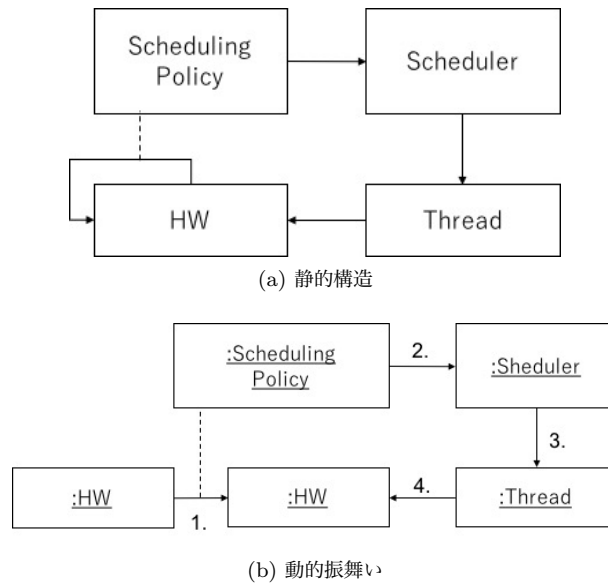 Scheduling
Policy
Scheduler
HW
Thread
(a) 静的構造
:Scheduling
Policy
2.
:Sheduler
3.
:HW
1.
:HW
4.
:Thread
(b) 動的振舞い